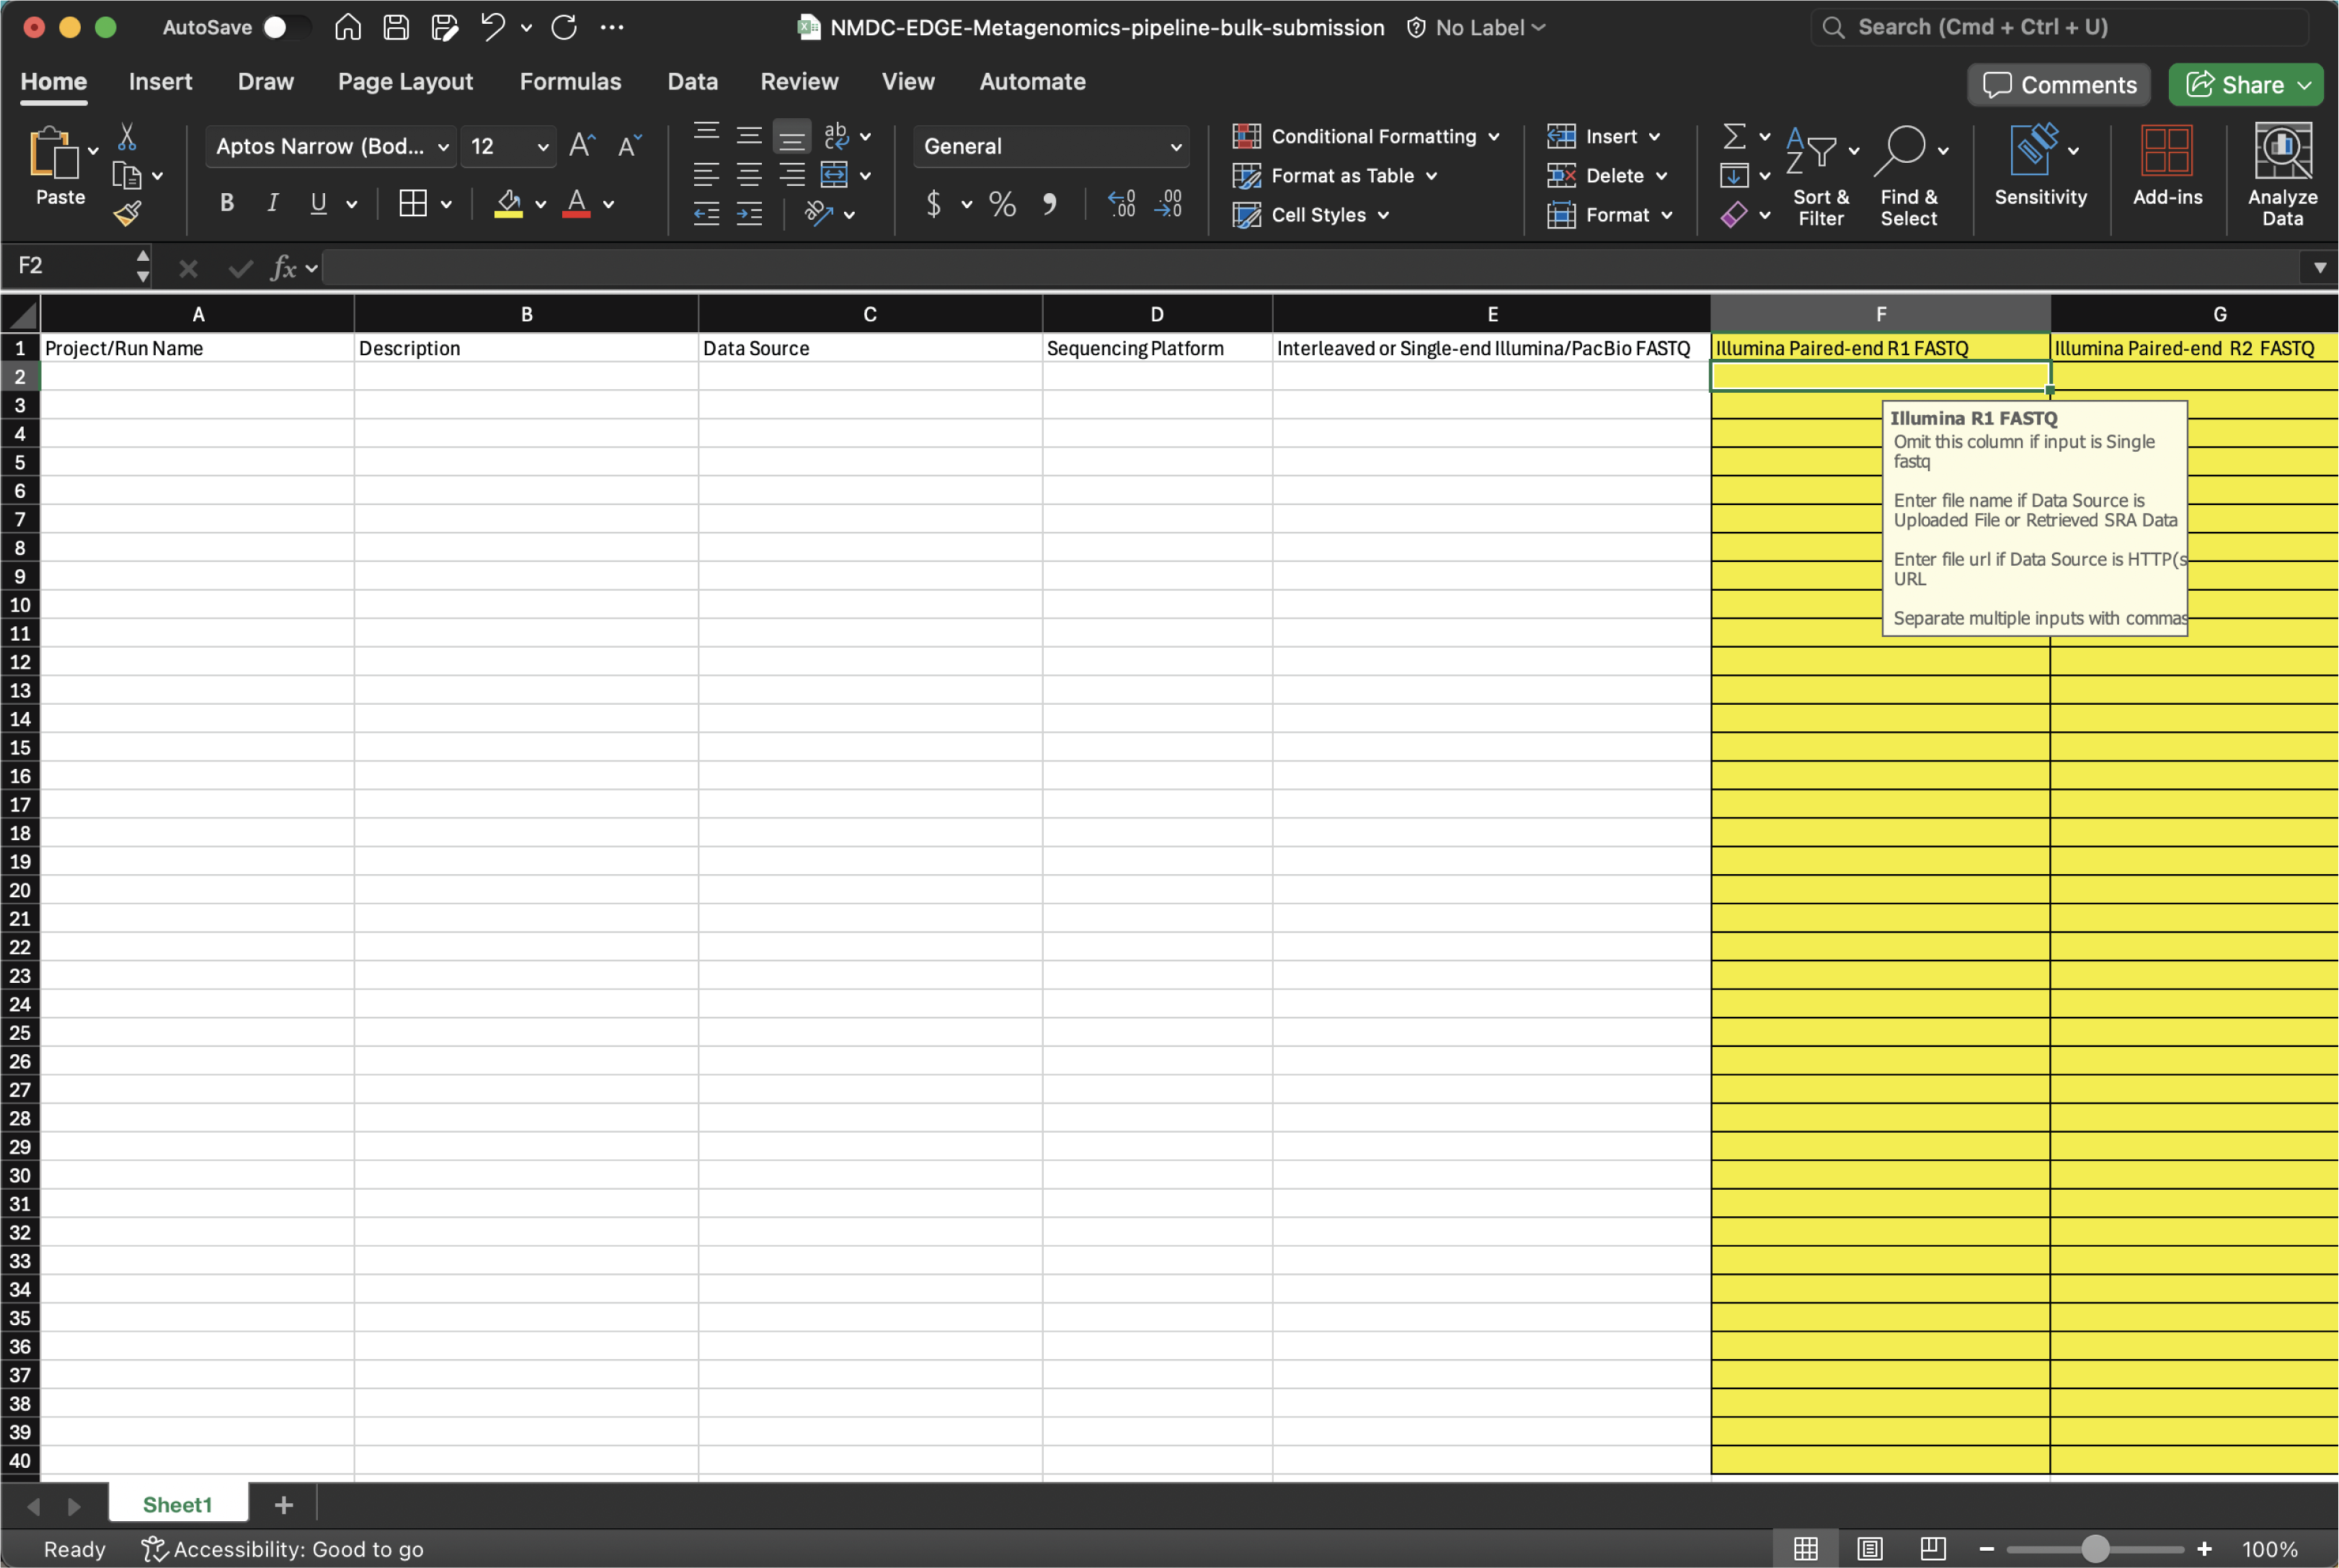 AutoSave
NMDC-EDGE-Metagenomics-pipeline-bulk-submission
No Label
Search (Cmd + Ctrl + U)
Home Insert Draw Page Layout Formulas Data Review View Automate
Comments
Share
Paste
Aptos Narrow (Bod... 12
B I U
General
Conditional Formatting
Format as Table
Cell Styles
Insert
Delete
Format
Sort & Filter
Find & Select
Sensitivity
Add-ins
Analyze Data
F2
fx
A B C D E F G
1 Project/Run Name Description Data Source Sequencing Platform Interleaved or Single-end Illumina/PacBio FASTQ Illumina Paired-end R1 FASTQ Illumina Paired-end R2 FASTQ
2
3
4
5
6
7
8
9
10
11
12
13
14
15
16
17
18
19
20
21
22
23
24
25
26
27
28
29
30
31
32
33
34
35
36
37
38
39
40
Illumina R1 FASTQ
Omit this column if input is Single
fastq
Enter file name if Data Source is
Uploaded File or Retrieved SRA Data
Enter file url if Data Source is HTTP(s
URL
Separate multiple inputs with commas
Sheet1
Ready
Accessibility: Good to go
100%